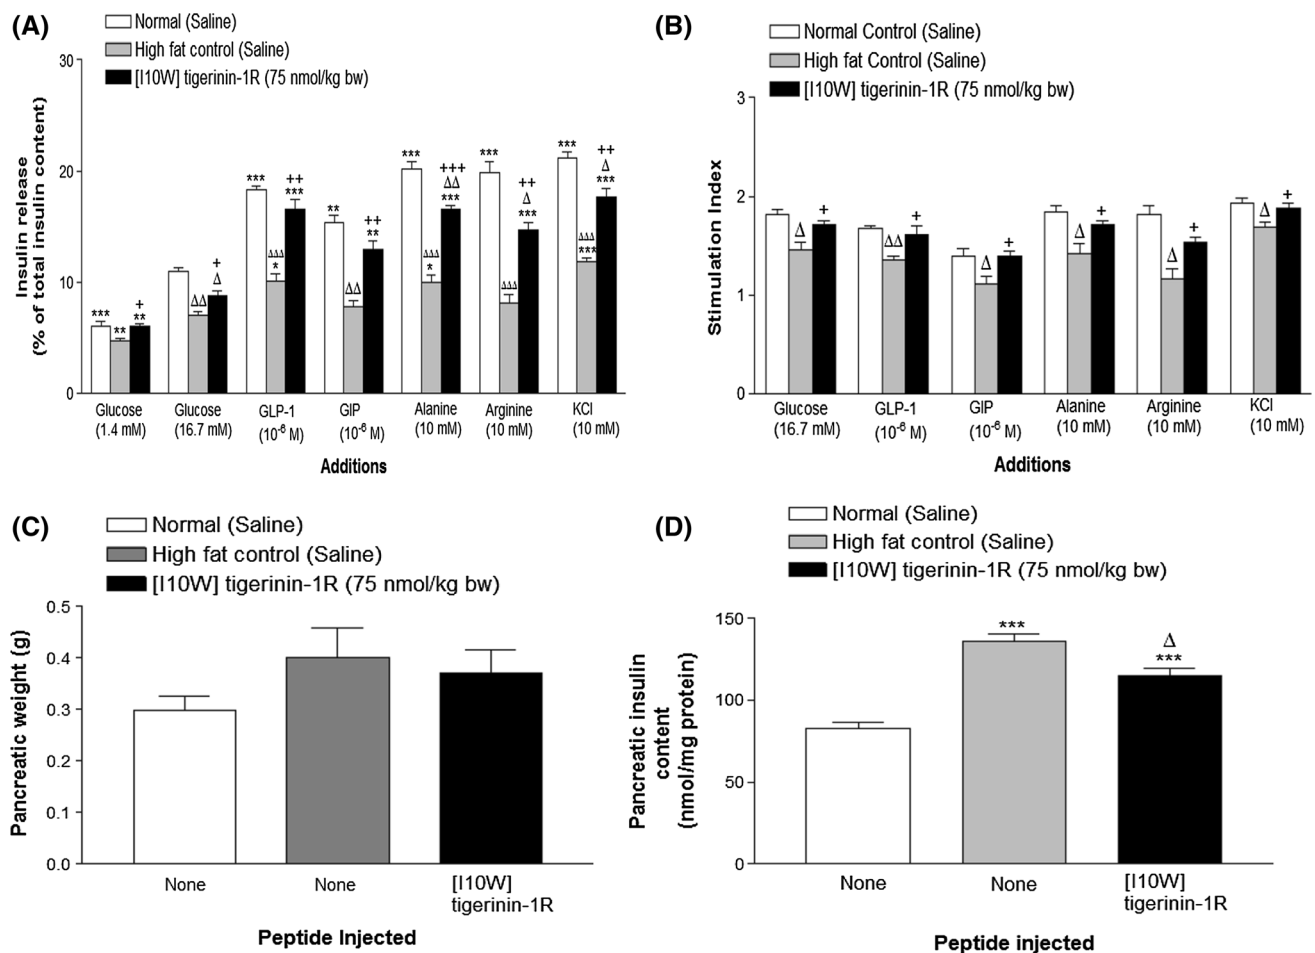 (A)
Normal (Saline)
High fat control (Saline)
[I10W] tigerinin-1R (75 nmol/kg bw)
Insulin release
(% of total insulin content)
30
20
10
0
***
**
+
**
ΔΔ
+
Δ
***
ΔΔΔ
*
++
***
**
ΔΔ
++
**
***
ΔΔΔ
*
+++
ΔΔ
***
***
ΔΔΔ
++
Δ
***
***
ΔΔΔ
***
++
Δ
***
Glucose
(1.4 mM)
Glucose
(16.7 mM)
GLP-1
(10⁻⁶ M)
GIP
(10⁻⁶ M)
Alanine
(10 mM)
Arginine
(10 mM)
KCl
(10 mM)
Additions
(B)
Normal Control (Saline)
High fat Control (Saline)
[I10W] tigerinin-1R (75 nmol/kg bw)
Stimulation Index
3
2
1
0
Δ
+
ΔΔ
+
Δ
+
Δ
+
Δ
+
Δ
+
Glucose
(16.7 mM)
GLP-1
(10⁻⁶ M)
GIP
(10⁻⁶ M)
Alanine
(10 mM)
Arginine
(10 mM)
KCl
(10 mM)
Additions
(C)
Normal (Saline)
High fat control (Saline)
[I10W] tigerinin-1R (75 nmol/kg bw)
Pancreatic weight (g)
0.5
0.4
0.3
0.2
0.1
0.0
None
None
[I10W]
tigerinin-1R
Peptide Injected
(D)
Normal (Saline)
High fat control (Saline)
[I10W] tigerinin-1R (75 nmol/kg bw)
Pancreatic insulin
content
(nmol/mg protein)
150
100
50
0
***
Δ
***
None
None
[I10W]
tigerinin-1R
Peptide injected